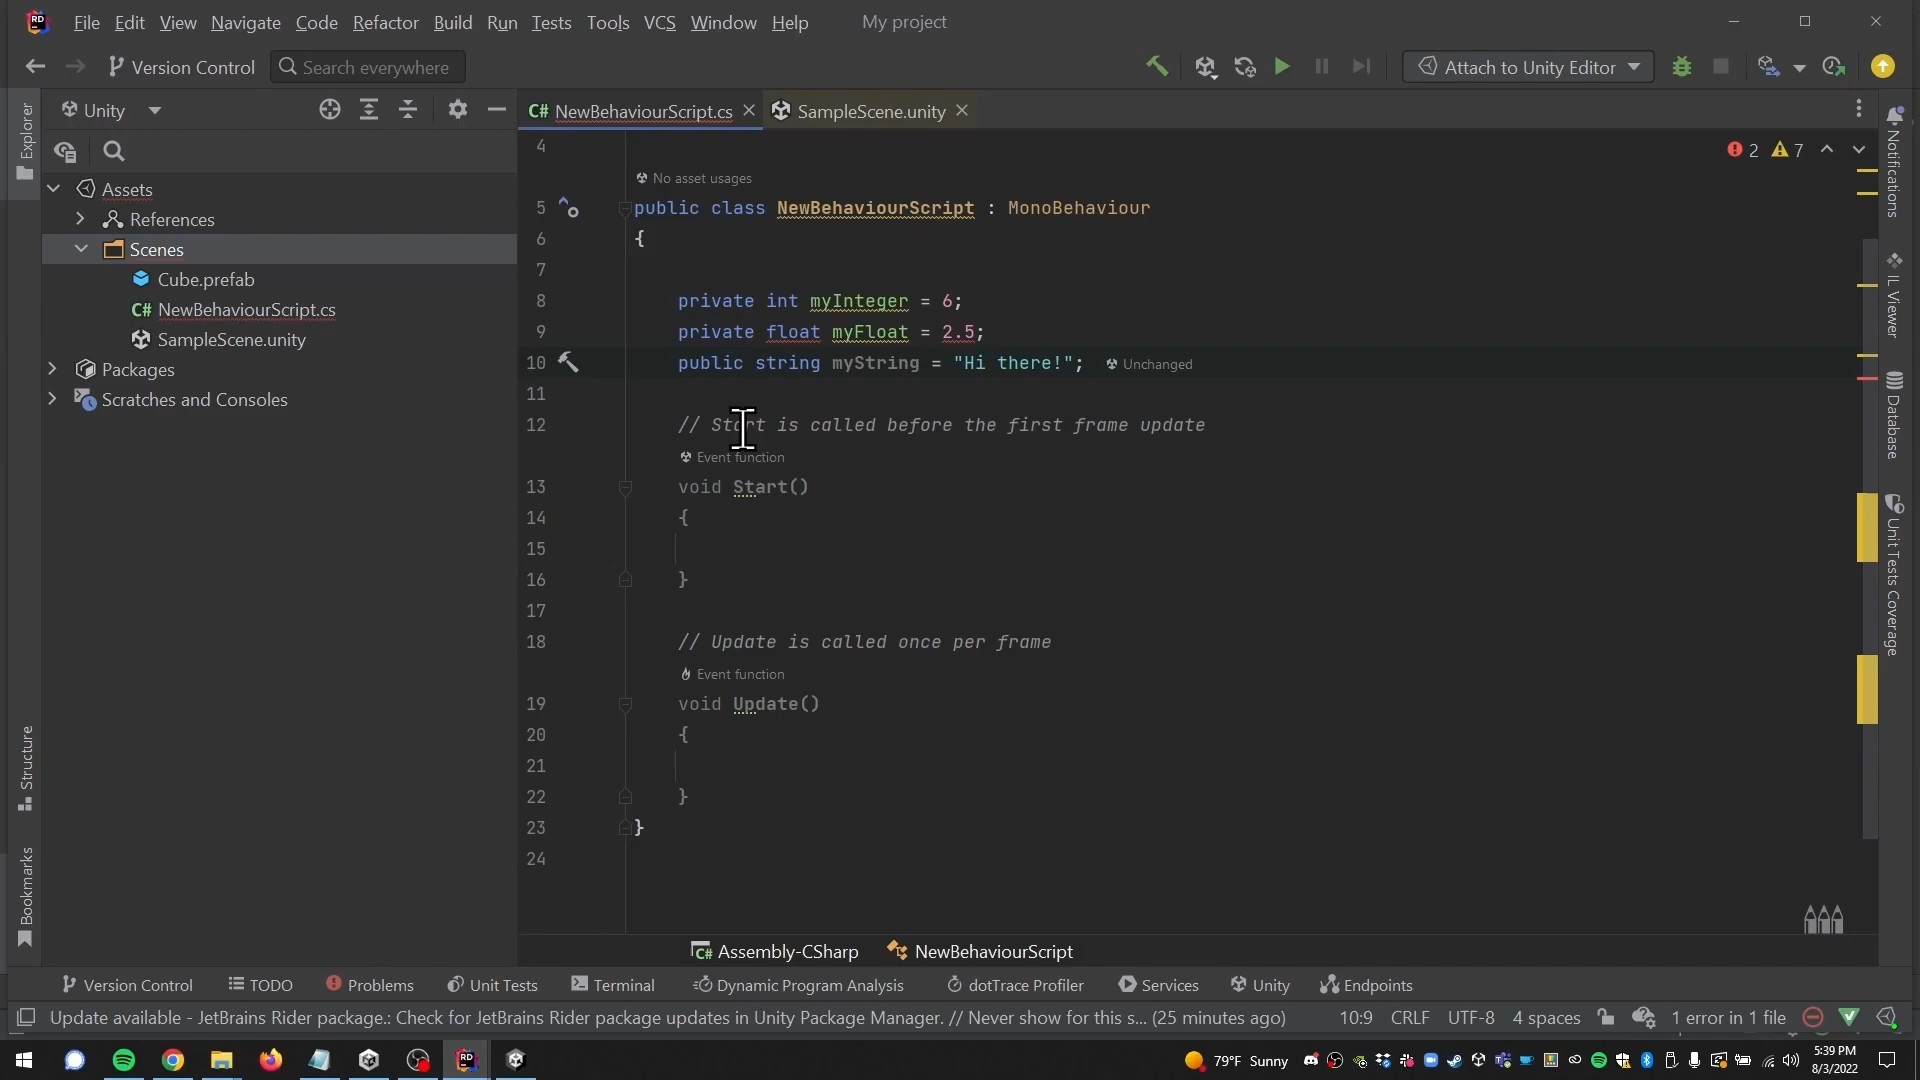 File Edit View Navigate Code Refactor Build Run Tests Tools VCS Window Help My project
Version Control Search everywhere Attach to Unity Editor
Explorer
Unity
NewBehaviourScript.cs SampleScene.unity
Assets
References
Scenes
Cube.prefab
C# NewBehaviourScript.cs
SampleScene.unity
Packages
Scratches and Consoles
Structure
Bookmarks
2 7
4
No asset usages
5 public class NewBehaviourScript : MonoBehaviour
6 {
7
8 private int myInteger = 6;
9 private float myFloat = 2.5;
10 public string myString = "Hi there!"; Unchanged
11
12 // Start is called before the first frame update
Event function
13 void Start()
14 {
15
16 }
17
18 // Update is called once per frame
Event function
19 void Update()
20 {
21
22 }
23 }
24
Notifications
IL Viewer
Database
Unit Tests Coverage
Assembly-CSharp NewBehaviourScript
Version Control TODO Problems Unit Tests Terminal Dynamic Program Analysis dotTrace Profiler Services Unity Endpoints
Update available - JetBrains Rider package.: Check for JetBrains Rider package updates in Unity Package Manager. // Never show for this s... (25 minutes ago) 10:9 CRLF UTF-8 4 spaces 1 error in 1 file
79°F Sunny
5:39 PM
8/3/2022